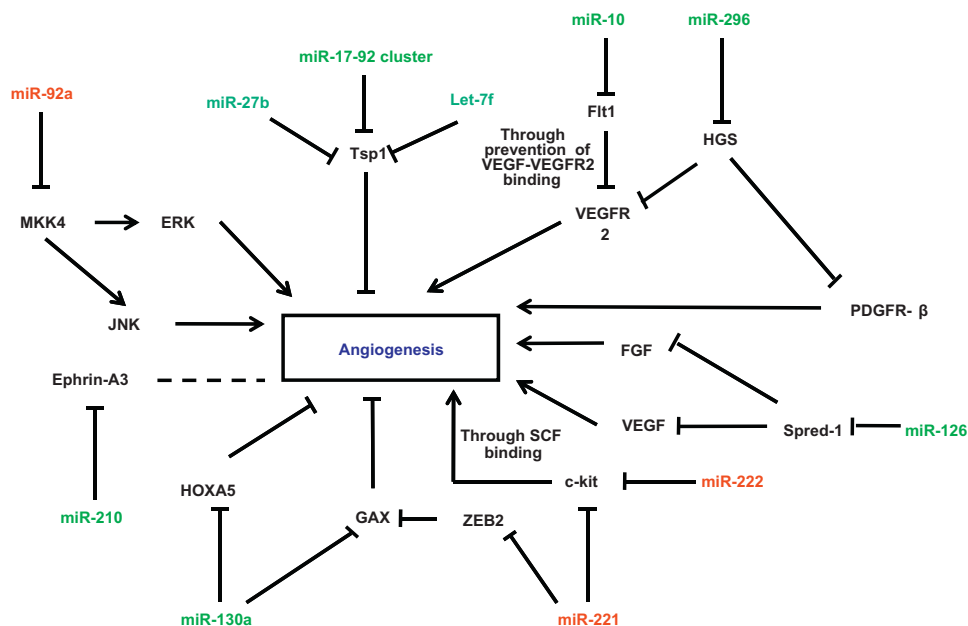 miR-10
miR-296
miR-17-92 cluster
miR-92a
miR-27b
Let-7f
Flt1
Through
prevention of
VEGF-VEGFR2
binding
HGS
Tsp1
MKK4
ERK
VEGFR
2
JNK
PDGFR- β
Angiogenesis
FGF
Ephrin-A3
VEGF
Spred-1
miR-126
Through SCF
binding
HOXA5
c-kit
miR-222
miR-210
GAX
ZEB2
miR-130a
miR-221